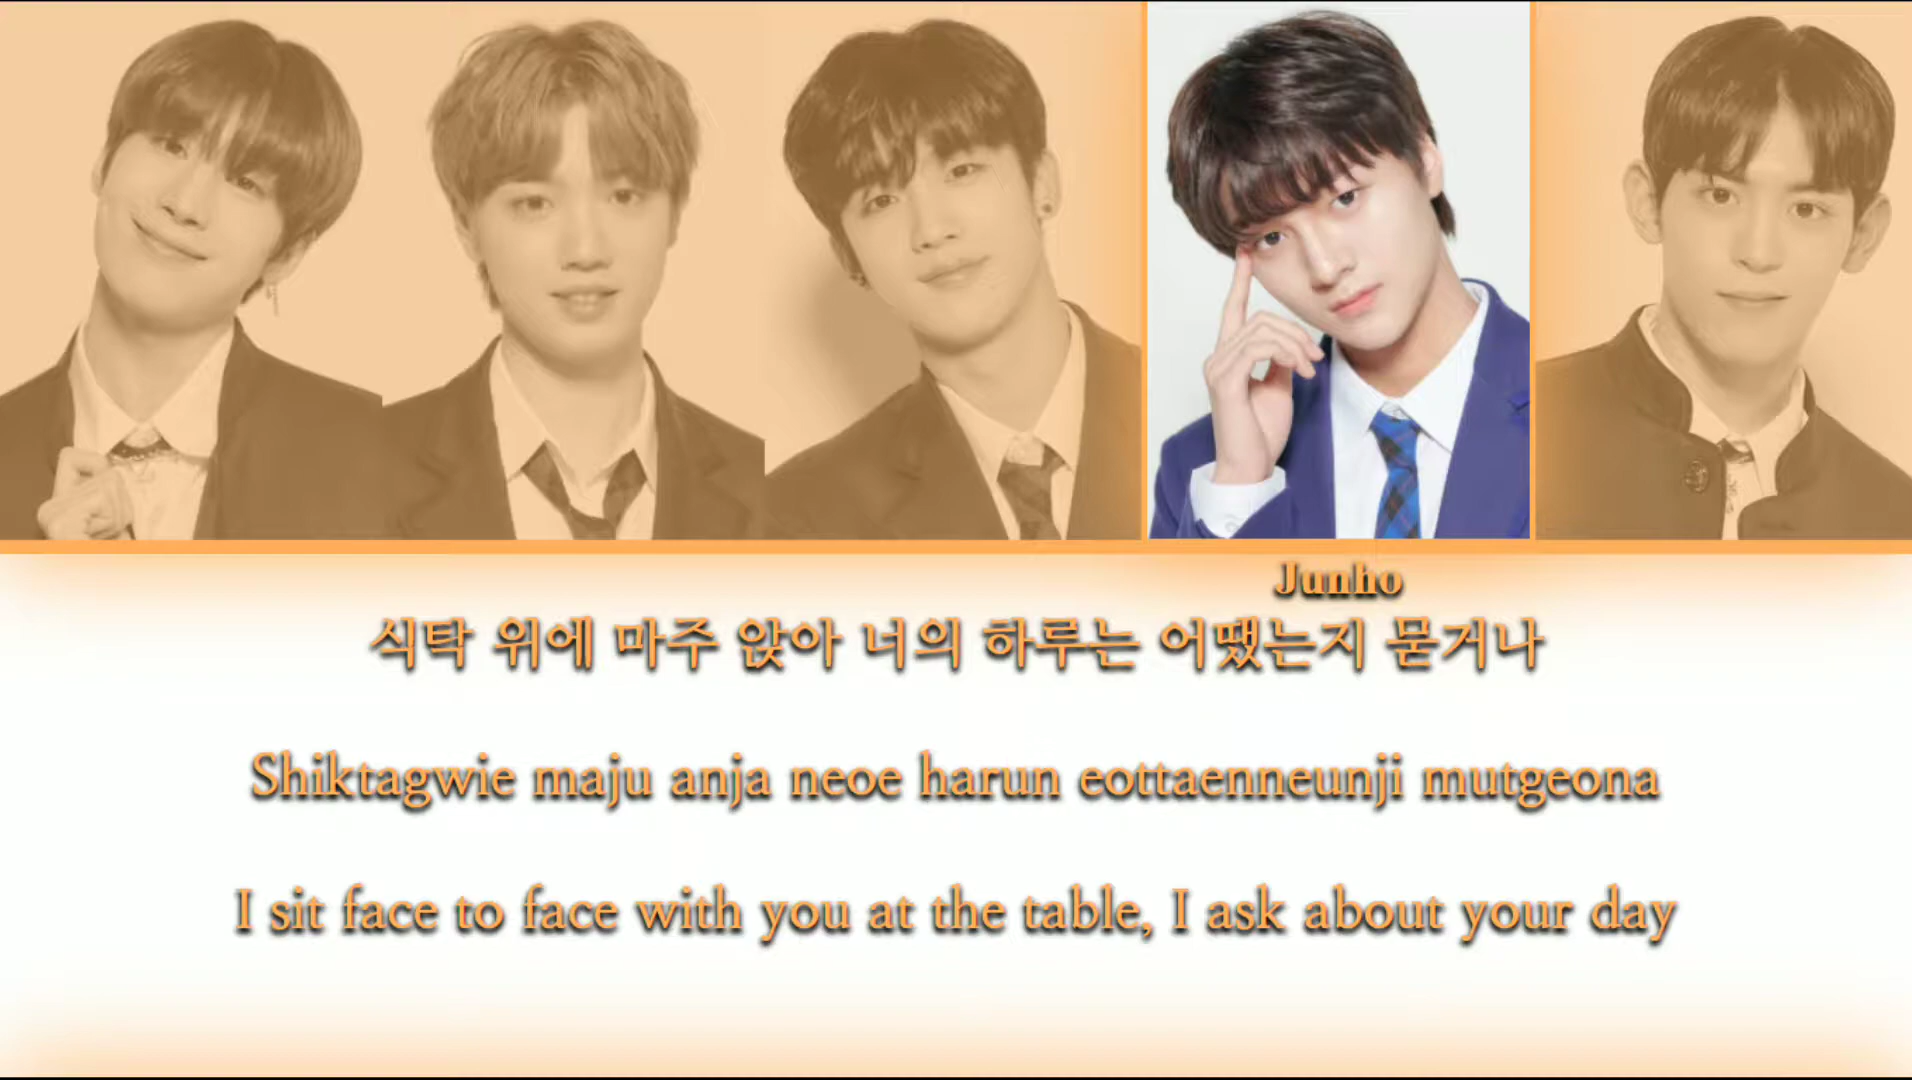 Junho
식탁 위에 마주 앉아 너의 하루는 어땠는지 묻거나
Shiktagwie maju anja neoe harun eottaenneunji mutgeona
I sit face to face with you at the table, I ask about your day